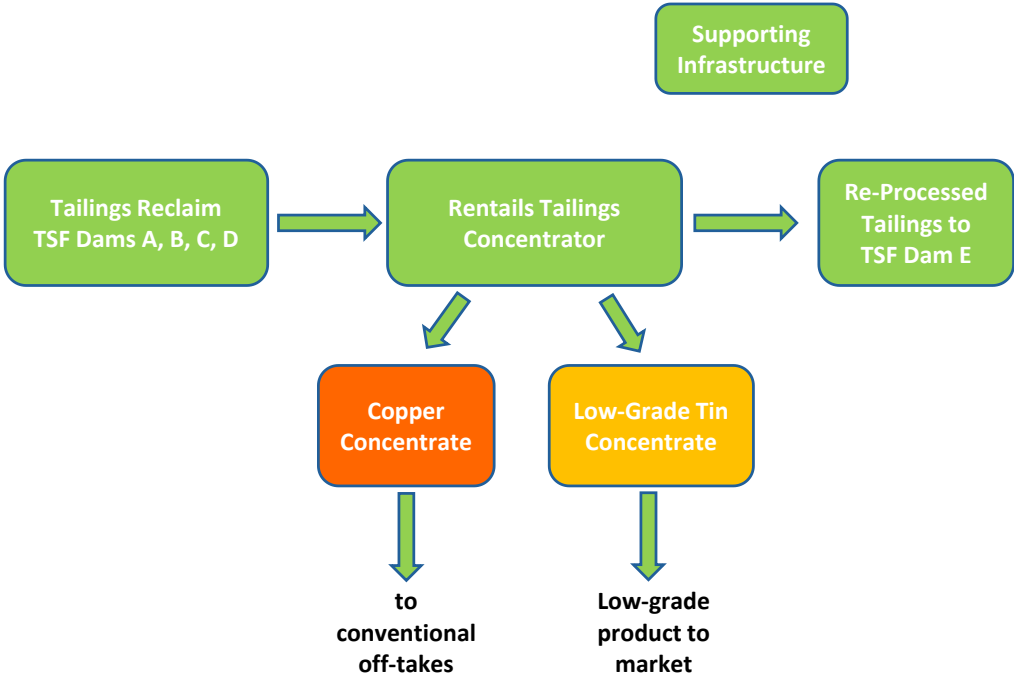 Supporting
Infrastructure
Tailings Reclaim
TSF Dams A, B, C, D
Rentails Tailings
Concentrator
Re-Processed
Tailings to
TSF Dam E
Copper
Concentrate
Low-Grade Tin
Concentrate
to
conventional
off-takes
Low-grade
product to
market